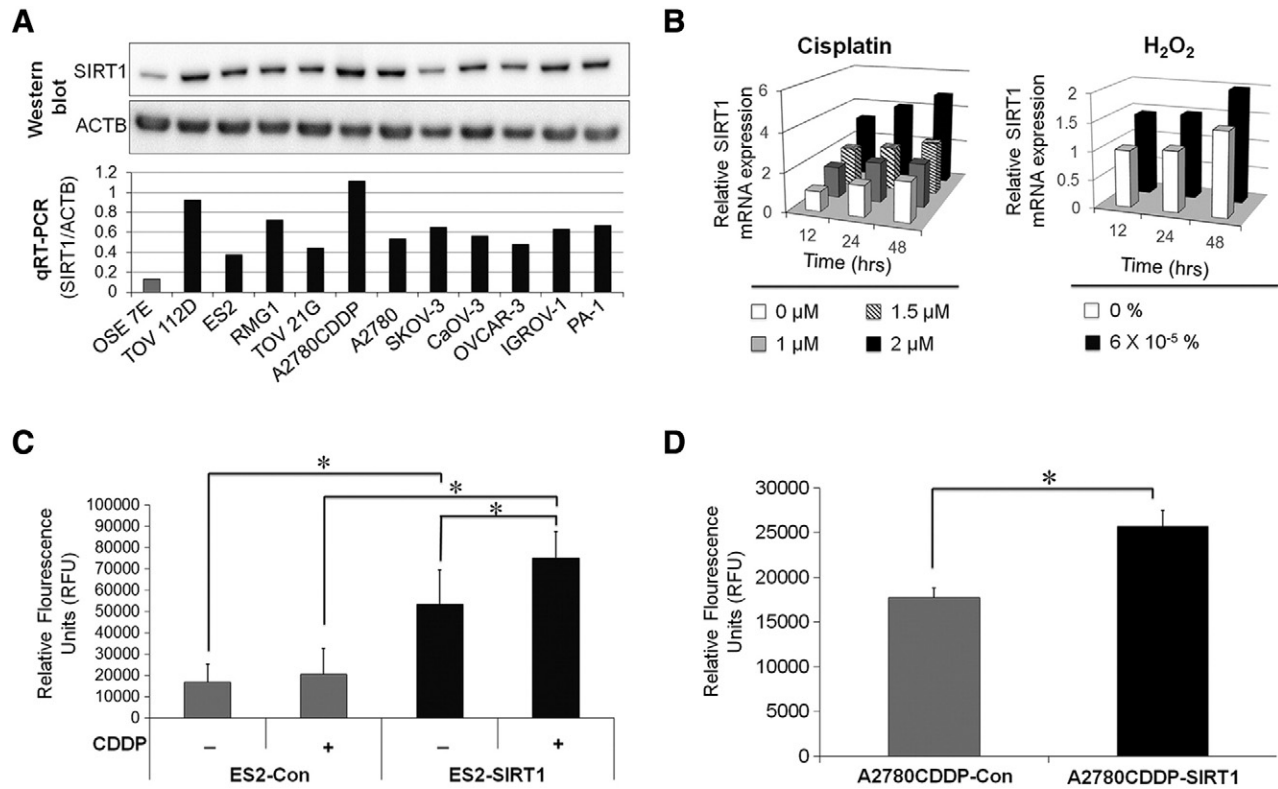 A
Western
blot
SIRT1
ACTB
qRT-PCR
(SIRT1/ACTB)
1.2
1
0.8
0.6
0.4
0.2
0
OSE 7E
TOV 112D
ES2
RMG1
TOV 21G
A2780CDDP
A2780
SKOV-3
CaOV-3
OVCAR-3
IGROV-1
PA-1
B
Cisplatin
Relative SIRT1
mRNA expression
6
4
2
0
12
24
48
Time (hrs)
0 µM
1.5 µM
1 µM
2 µM
H₂O₂
Relative SIRT1
mRNA expression
2
1.5
1
0.5
0
12
24
48
Time (hrs)
0 %
6 X 10⁻⁵ %
C
Relative Flourescence
Units (RFU)
100000
90000
80000
70000
60000
50000
40000
30000
20000
10000
0
*
*
*
CDDP
– + – +
ES2-Con ES2-SIRT1
D
Relative Flourescence
Units (RFU)
30000
25000
20000
15000
10000
5000
0
*
A2780CDDP-Con A2780CDDP-SIRT1